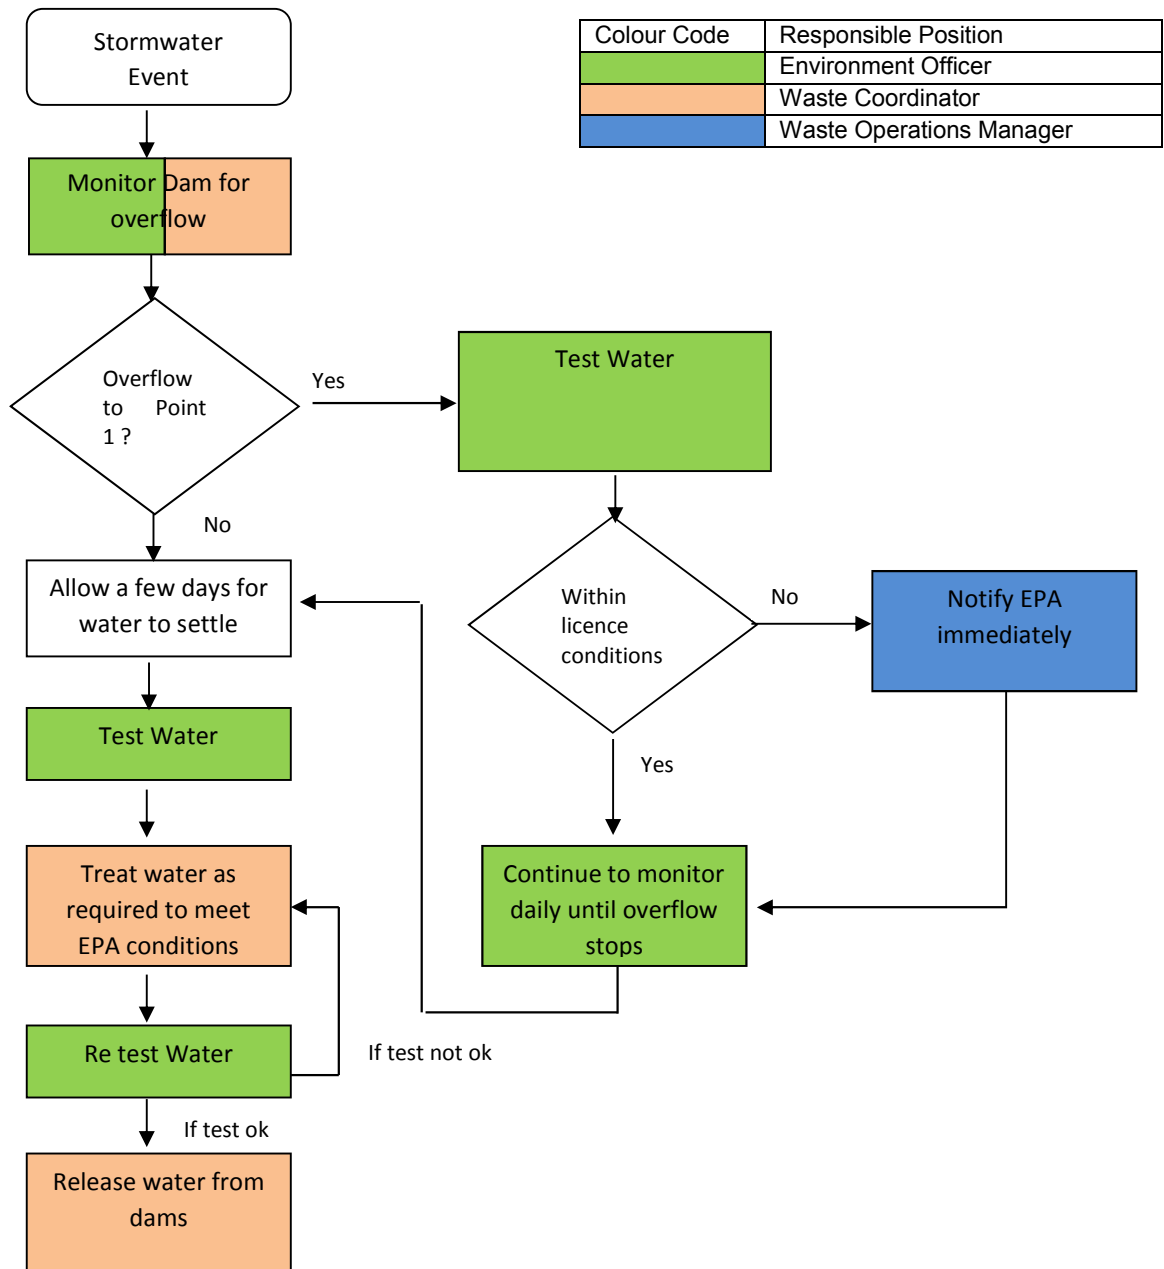 Stormwater
Event
Colour Code Responsible Position
Environment Officer
Waste Coordinator
Waste Operations Manager
Monitor Dam for
overflow
Overflow
to Point
1 ?
Yes
Test Water
No
Allow a few days for
water to settle
Within
licence
conditions
No
Notify EPA
immediately
Yes
Test Water
Treat water as
required to meet
EPA conditions
Continue to monitor
daily until overflow
stops
Re test Water
If test not ok
If test ok
Release water from
dams